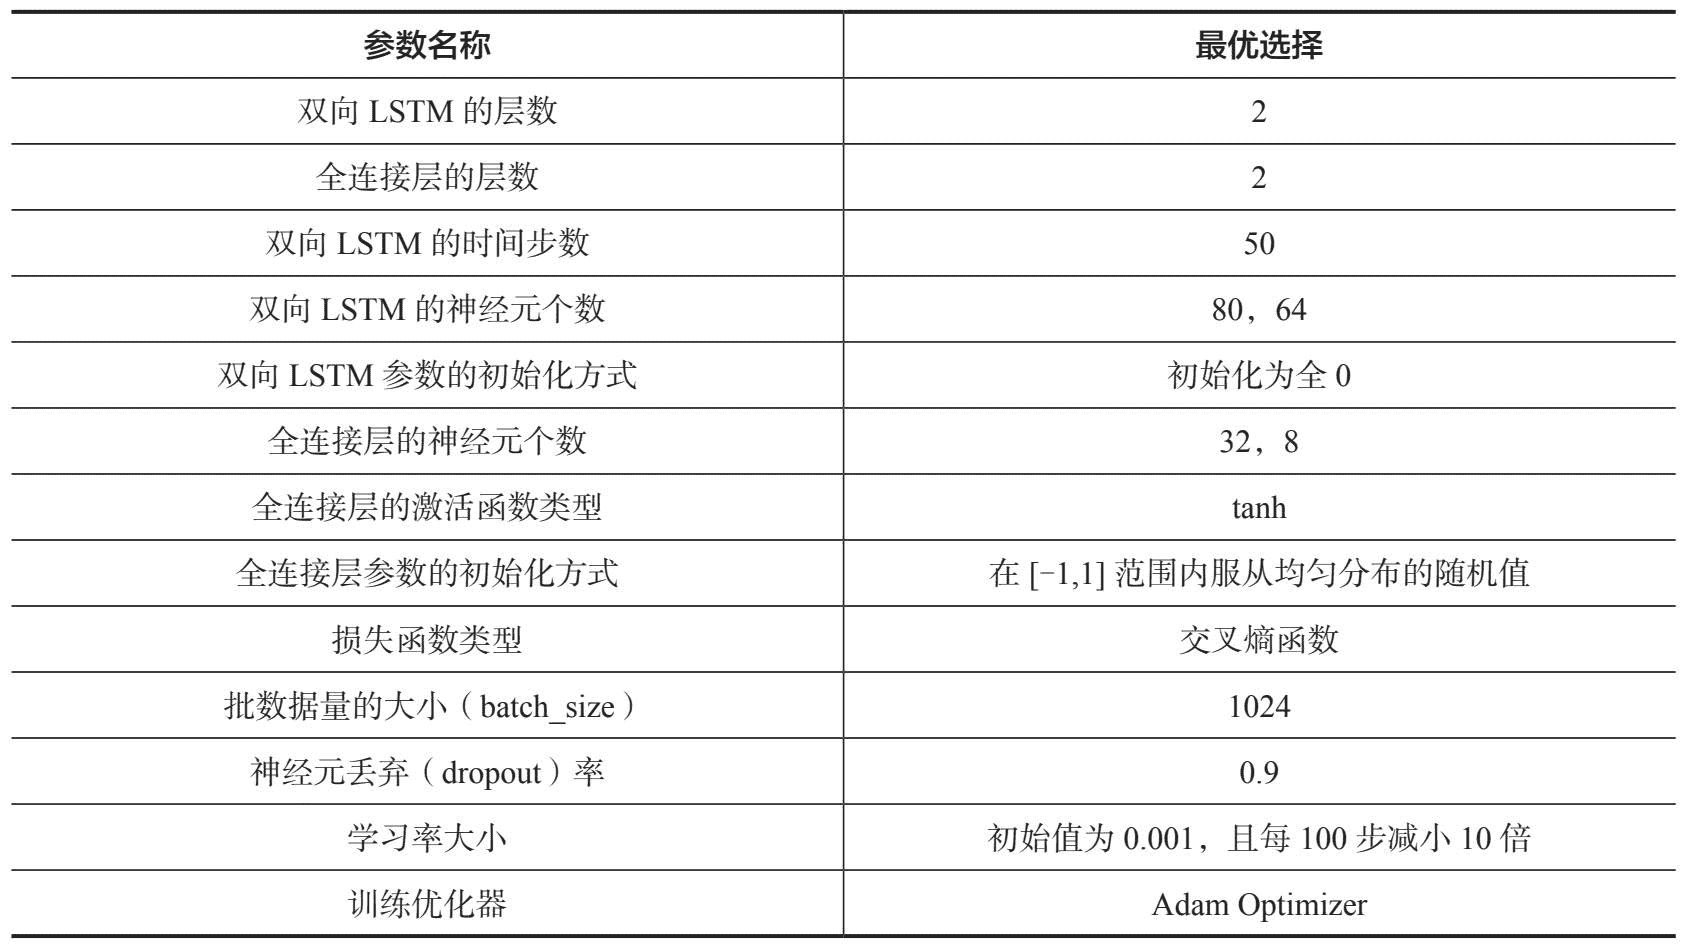 参数名称 最优选择
双向 LSTM 的层数 2
全连接层的层数 2
双向 LSTM 的时间步数 50
双向 LSTM 的神经元个数 80，64
双向 LSTM 参数的初始化方式 初始化为全 0
全连接层的神经元个数 32，8
全连接层的激活函数类型 tanh
全连接层参数的初始化方式 在 [-1,1] 范围内服从均匀分布的随机值
损失函数类型 交叉熵函数
批数据量的大小（batch_size） 1024
神经元丢弃（dropout）率 0.9
学习率大小 初始值为 0.001，且每 100 步减小 10 倍
训练优化器 Adam Optimizer